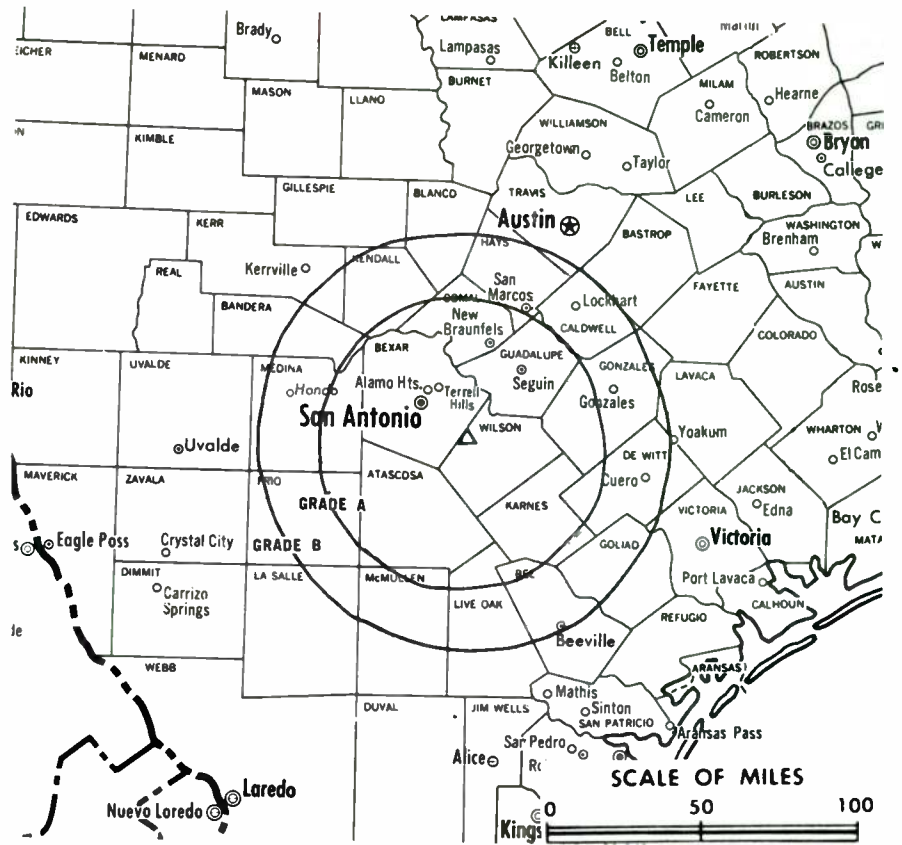 LAMPASAS
Brady
BELL
EICHER
MENARD
Lampasas
Killeen
Temple
Belton
ROBERTSON
BURNET
MILAM
MASON
LLANO
Hearne
Cameron
WILLIAMSON
BRAZOS
KIMBLE
Bryan
Georgetown
Taylor
College
GILLESPIE
BLANCO
TRAVIS
LEE
BURLESON
EDWARDS
KERR
Austin
WASHINGTON
BASTROP
Brenham
HAYS
KENDALL
Kerrville
REAL
San
Marcos
FAYETTE
AUSTIN
BANDERA
COMAL
Lockhart
New
Braunfels
CALDWELL
COLORADO
BEXAR
GUADALUPE
KINNEY
UVALDE
MEDINA
GONZALES
LAVACA
Rio
Hondo
Alamo Hts.
Terrell
Hills
Seguin
Gonzales
Rose
San Antonio
WILSON
Yoakum
WHARTON
Uvalde
DE WITT
El Cam
MAVERICK
ZAVALA
FRIO
ATASCOSA
Cuero
GRADE A
KARNES
JACKSON
Edna
VICTORIA
Bay C
Eagle Pass
Crystal City
GRADE B
GOLIAD
Victoria
MATA
DIMMIT
LA SALLE
McMULLEN
BEE
Port Lavaca
Carrizo
Springs
LIVE OAK
CALHOUN
REFUGIO
Beeville
WEBB
ARANSAS
Mathis
DUVAL
JIM WELLS
Sinton
SAN PATRICIO
Aransas Pass
San Pedro
Alice
Ro
SCALE OF MILES
Laredo
Nuevo Loredo
Kings
0 50 100